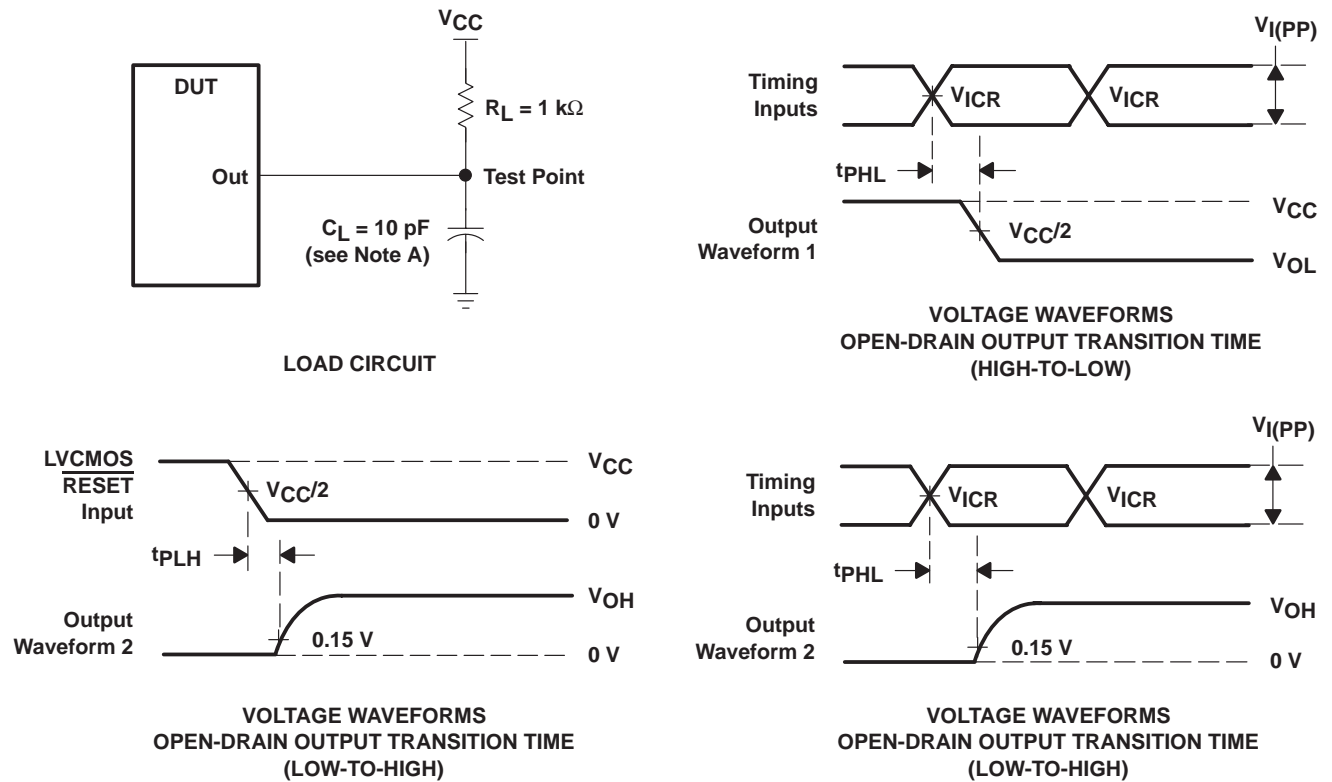 VCC
DUT
RL = 1 kΩ
Out
Test Point
CL = 10 pF
(see Note A)
LOAD CIRCUIT
VI(PP)
Timing
Inputs
VICR
VICR
tPHL
VCC
Output
Waveform 1
VCC/2
VOL
VOLTAGE WAVEFORMS
OPEN-DRAIN OUTPUT TRANSITION TIME
(HIGH-TO-LOW)
LVCMOS
RESET
Input
VCC
VCC/2
0 V
tPLH
VOH
Output
Waveform 2
0.15 V
0 V
VOLTAGE WAVEFORMS
OPEN-DRAIN OUTPUT TRANSITION TIME
(LOW-TO-HIGH)
VI(PP)
Timing
Inputs
VICR
VICR
tPHL
VOH
Output
Waveform 2
0.15 V
0 V
VOLTAGE WAVEFORMS
OPEN-DRAIN OUTPUT TRANSITION TIME
(LOW-TO-HIGH)